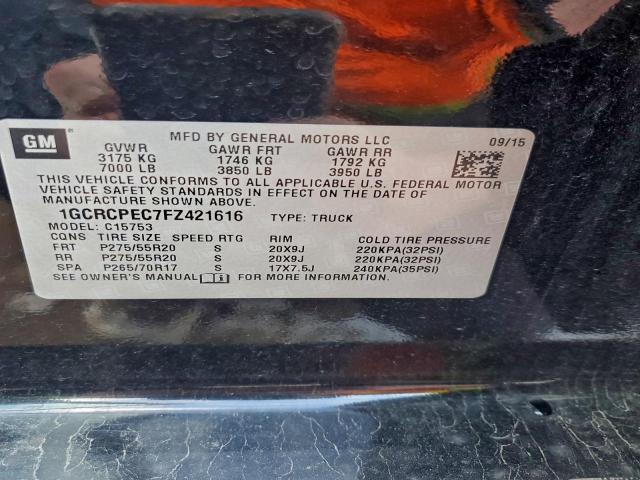 GM
MFD BY GENERAL MOTORS LLC 09/15
GVWR GAWR FRT GAWR RR
3175 KG 1746 KG 1792 KG
7000 LB 3850 LB 3950 LB
THIS VEHICLE CONFORMS TO ALL APPLICABLE U.S. FEDERAL MOTOR
VEHICLE SAFETY STANDARDS IN EFFECT ON THE DATE OF
MANUFACTURE SHOWN ABOVE.
1GCRCPEC7FZ421616 TYPE: TRUCK
MODEL: C15753
CQNS TIRE SIZE SPEED RTG RIM COLD TIRE PRESSURE
FRT P275/55R20 S 20X9J 220KPA(32PSI)
RR P275/55R20 S 20X9J 220KPA(32PSI)
SPA P265/70R17 S 17X7.5J 240KPA(35PSI)
SEE OWNER'S MANUAL FOR MORE INFORMATION.